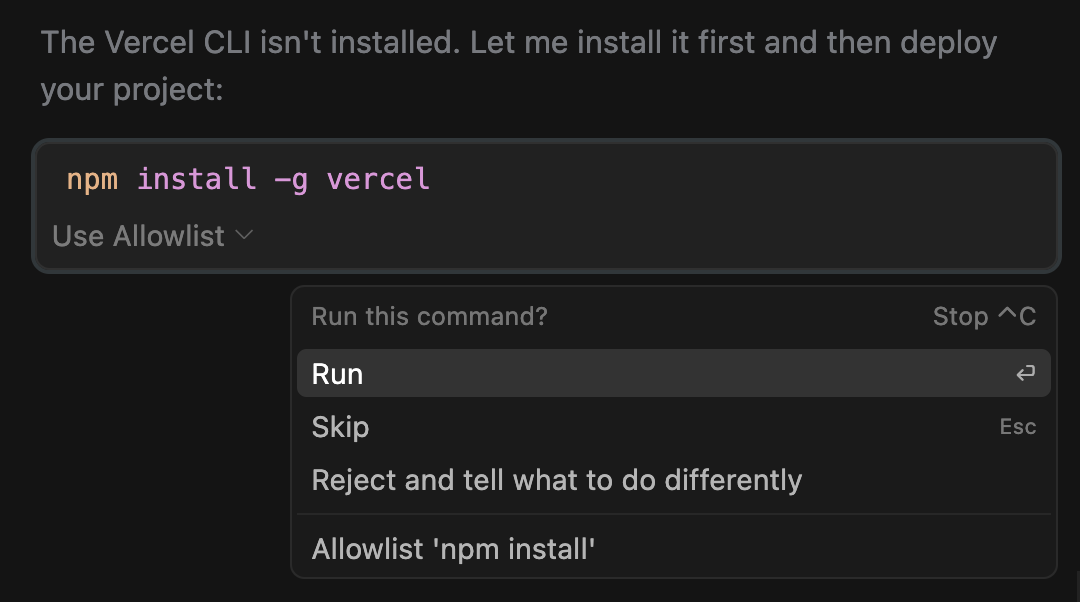 The Vercel CLI isn't installed. Let me install it first and then deploy
your project:
npm install -g vercel
Use Allowlist
Run this command? Stop ^C
Run ↵
Skip Esc
Reject and tell what to do differently
Allowlist 'npm install'